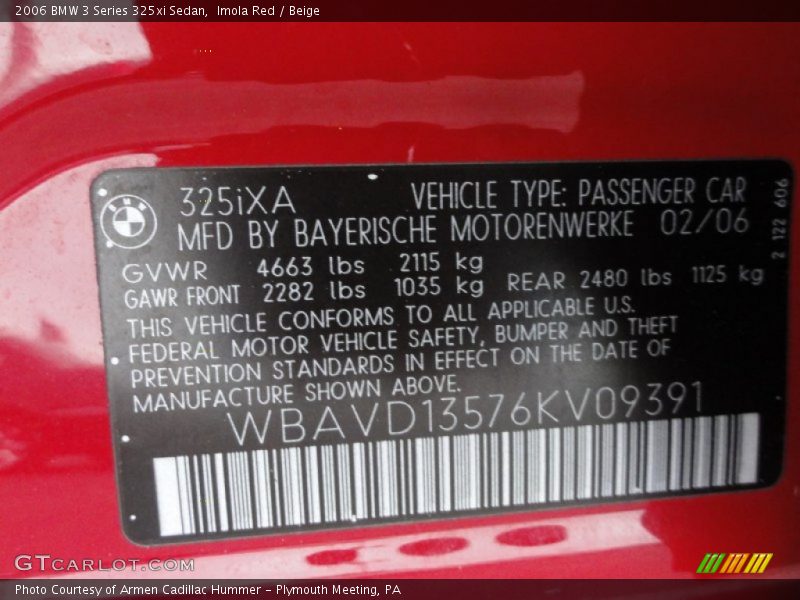 2006 BMW 3 Series 325xi Sedan,  Imola Red / Beige
BMW
325iXA VEHICLE TYPE: PASSENGER CAR
MFD BY BAYERISCHE MOTORENWERKE 02/06
GVWR 4663 lbs 2115 kg
GAWR FRONT 2282 lbs 1035 kg REAR 2480 lbs 1125 kg
THIS VEHICLE CONFORMS TO ALL APPLICABLE U.S.
FEDERAL MOTOR VEHICLE SAFETY, BUMPER AND THEFT
PREVENTION STANDARDS IN EFFECT ON THE DATE OF
MANUFACTURE SHOWN ABOVE.
WBAVD13576KV09391
2 122 606
GTCARLOT.COM
Photo Courtesy of Armen Cadillac Hummer – Plymouth Meeting, PA